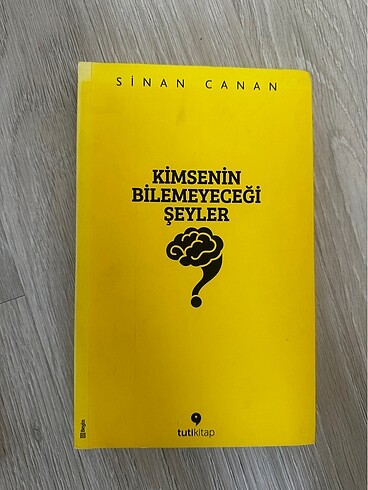 SİNAN CANAN
KİMSENİN
BİLEMEYECEĞİ
ŞEYLER
tutikitap